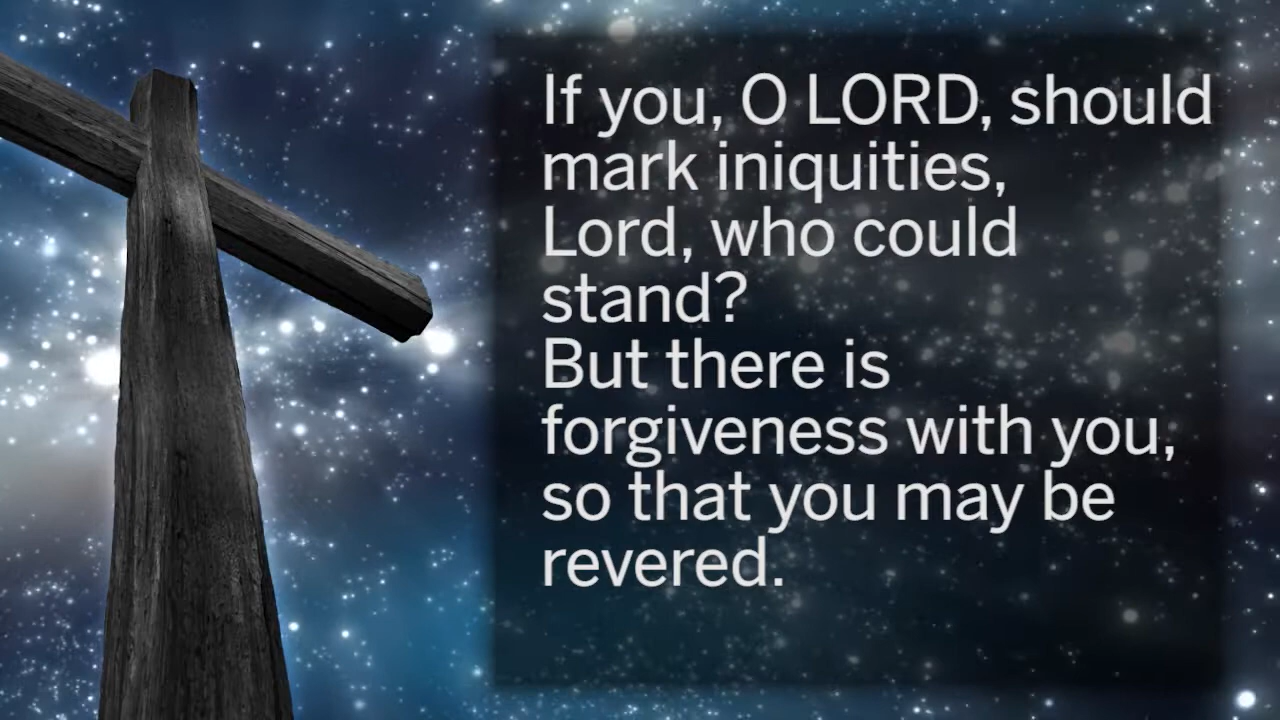 If you, O LORD, should
mark iniquities,
Lord, who could
stand?
But there is
forgiveness with you,
so that you may be
revered.